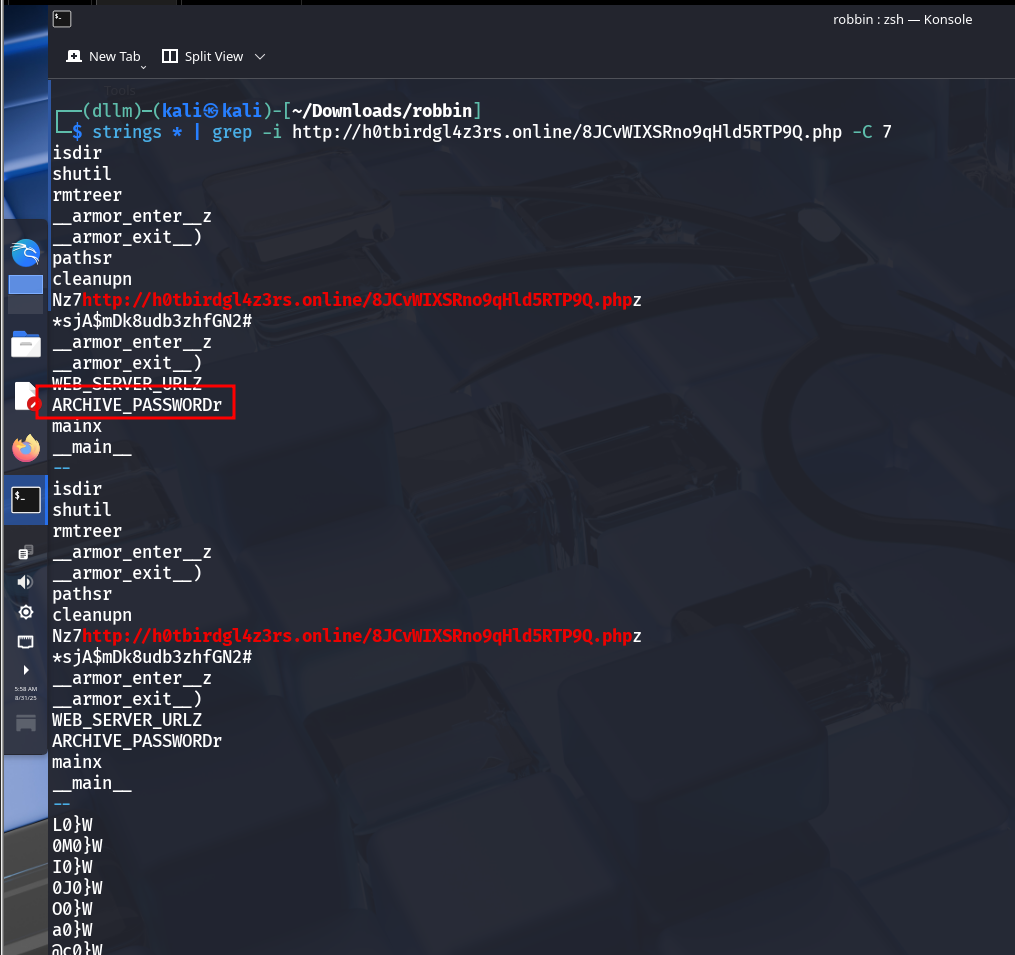 robbin : zsh — Konsole
New Tab
Split View
Tools
┌──(dllm)─(kali㉿kali)-[~/Downloads/robbin]
└─$ strings * | grep -i http://h0tbirdgl4z3rs.online/8JCvWIXSRno9qHld5RTP9Q.php -C 7
isdir
shutil
rmtreer
__armor_enter__z
__armor_exit__)
pathsr
cleanupn
Nz7http://h0tbirdgl4z3rs.online/8JCvWIXSRno9qHld5RTP9Q.phpz
*sjA$mDk8udb3zhfGN2#
__armor_enter__z
__armor_exit__)
WEB_SERVER_URLZ
ARCHIVE_PASSWORDr
mainx
__main__
--
isdir
shutil
rmtreer
__armor_enter__z
__armor_exit__)
pathsr
cleanupn
Nz7http://h0tbirdgl4z3rs.online/8JCvWIXSRno9qHld5RTP9Q.phpz
*sjA$mDk8udb3zhfGN2#
__armor_enter__z
__armor_exit__)
WEB_SERVER_URLZ
ARCHIVE_PASSWORDr
mainx
__main__
--
L0}W
0M0}W
I0}W
0J0}W
O0}W
a0}W
@c0}W
5:58 AM
8/31/25